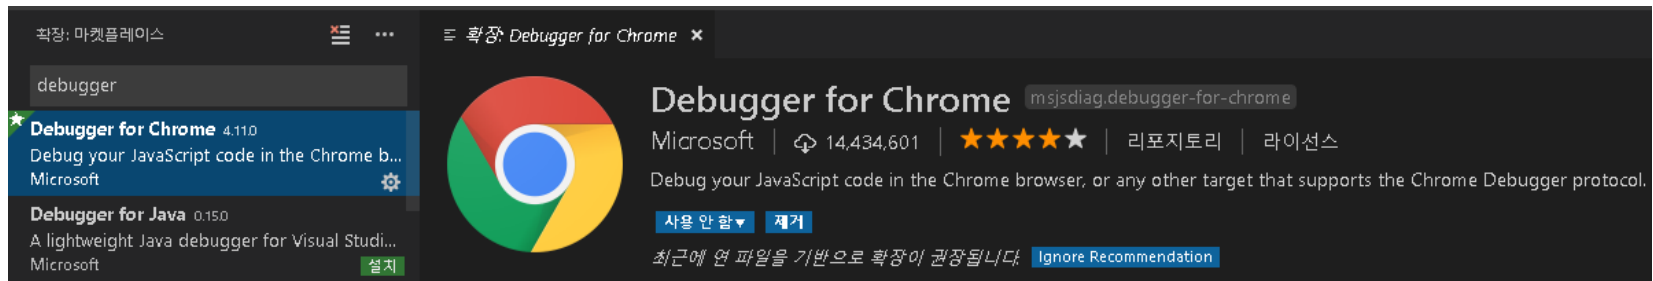 확장: 마켓플레이스
debugger
Debugger for Chrome 4.11.0
Debug your JavaScript code in the Chrome b...
Microsoft
Debugger for Java 0.15.0
A lightweight Java debugger for Visual Studi...
Microsoft 설치
확장: Debugger for Chrome
Debugger for Chrome msjsdiag.debugger-for-chrome
Microsoft 14,434,601 리포지토리 라이선스
Debug your JavaScript code in the Chrome browser, or any other target that supports the Chrome Debugger protocol.
사용 안 함 제거
최근에 연 파일을 기반으로 확장이 권장됩니다. Ignore Recommendation